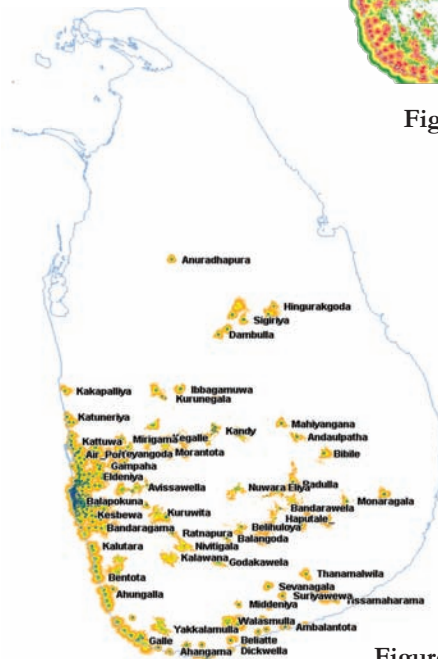 Fig
Anuradhapura
Hingurakgoda
Sigiriya
Dambulla
Kakapalliya
Ibbagamuwa
Kurunegala
Katuneriya
Kandy
Mahiyangana
Kattuwa
Mirigama
Andaulpatha
Morantota
Bibile
Gampaha
Eldeniya
Avissawella
Nuwara Eliya
Badulla
Monaragala
Balapokuna
Bandarawela
Kesbewa
Kuruwita
Haputale
Bandaragama
Belihuloya
Ratnapura
Balangoda
Kalutara
Nivitigala
Kalawana
Godakawela
Thanamalwila
Bentota
Sevanagala
Ahungalla
Suriyawewa
Tissamaharama
Middeniya
Walasmulla
Yakkalamulla
Ambalantota
Galle
Beliatte
Ahangama
Dickwella
Figure